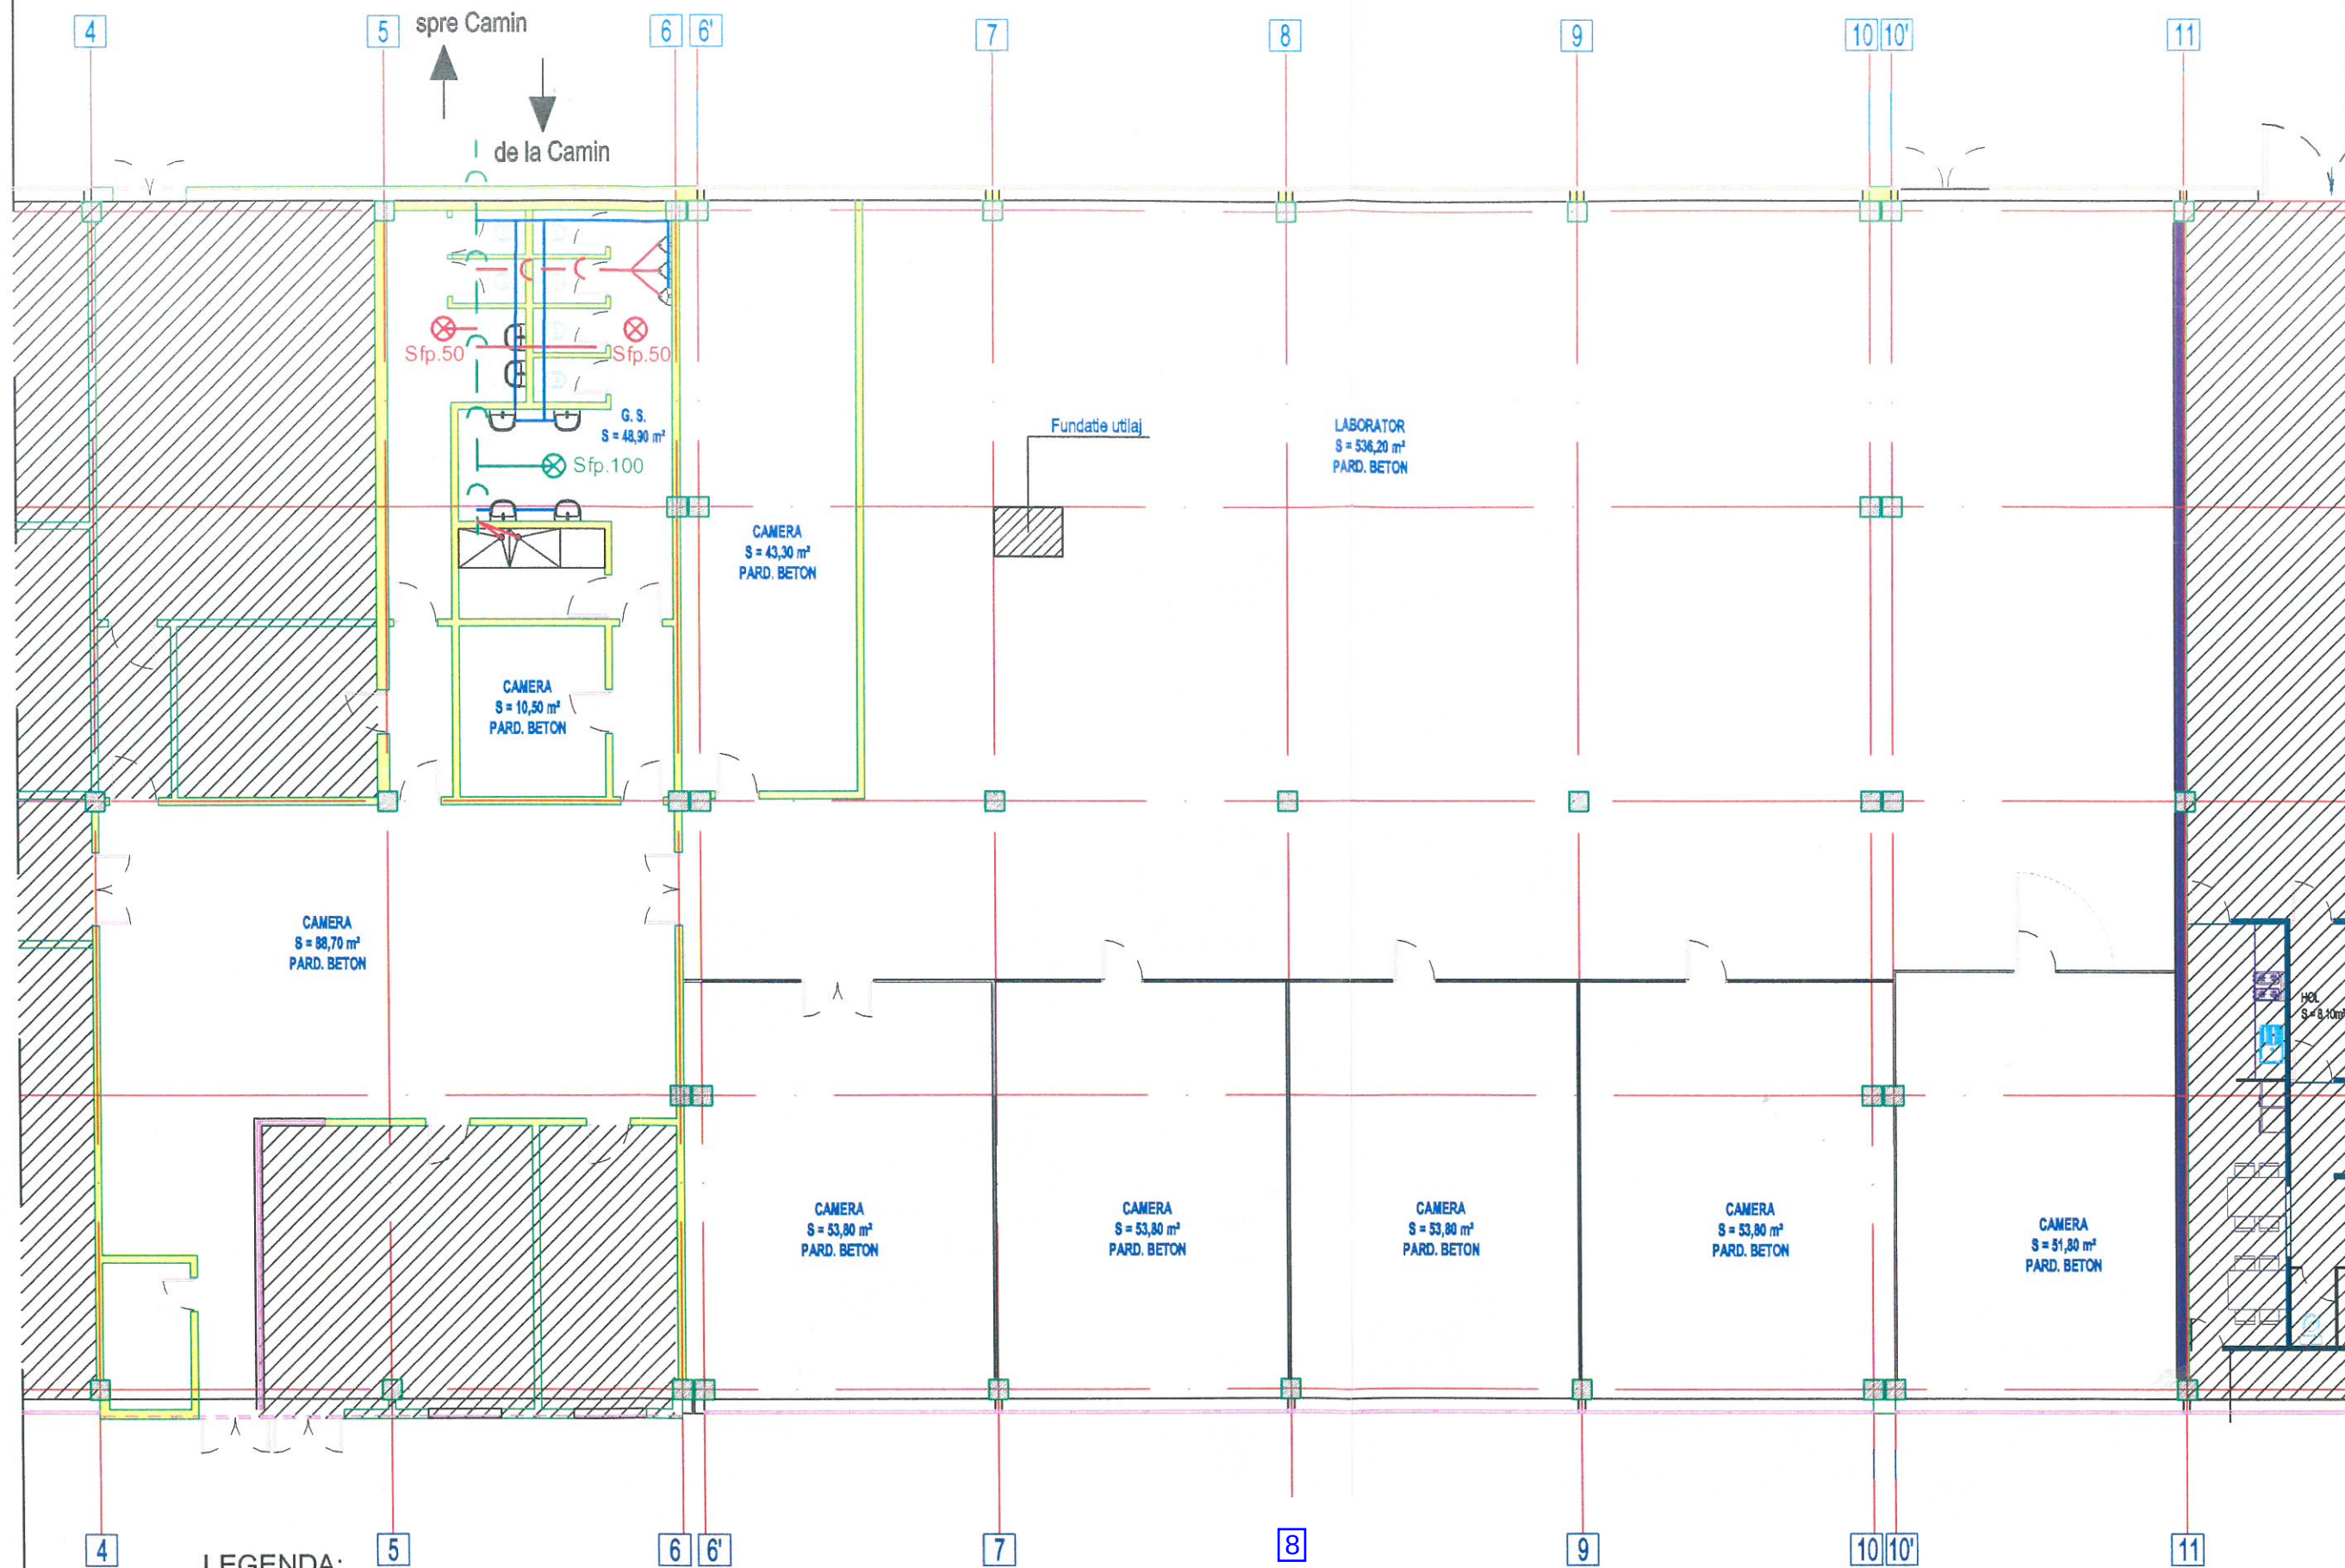 4 5 6 6' 7 8 9 10 10' 11
spre Camin
de la Camin
Sfp.50
Sfp.50
G. S.
S = 48,90 m²
Sfp.100
Fundatie utilaj
LABORATOR
S = 536,20 m²
PARD. BETON
CAMERA
S = 43,30 m²
PARD. BETON
CAMERA
S = 10,50 m²
PARD. BETON
CAMERA
S = 88,70 m²
PARD. BETON
HOL
S = 8,10m²
CAMERA
S = 53,80 m²
PARD. BETON
CAMERA
S = 53,80 m²
PARD. BETON
CAMERA
S = 53,80 m²
PARD. BETON
CAMERA
S = 53,80 m²
PARD. BETON
CAMERA
S = 51,80 m²
PARD. BETON
4 5 6 6' 7 8 9 10 10' 11
LEGENDA: